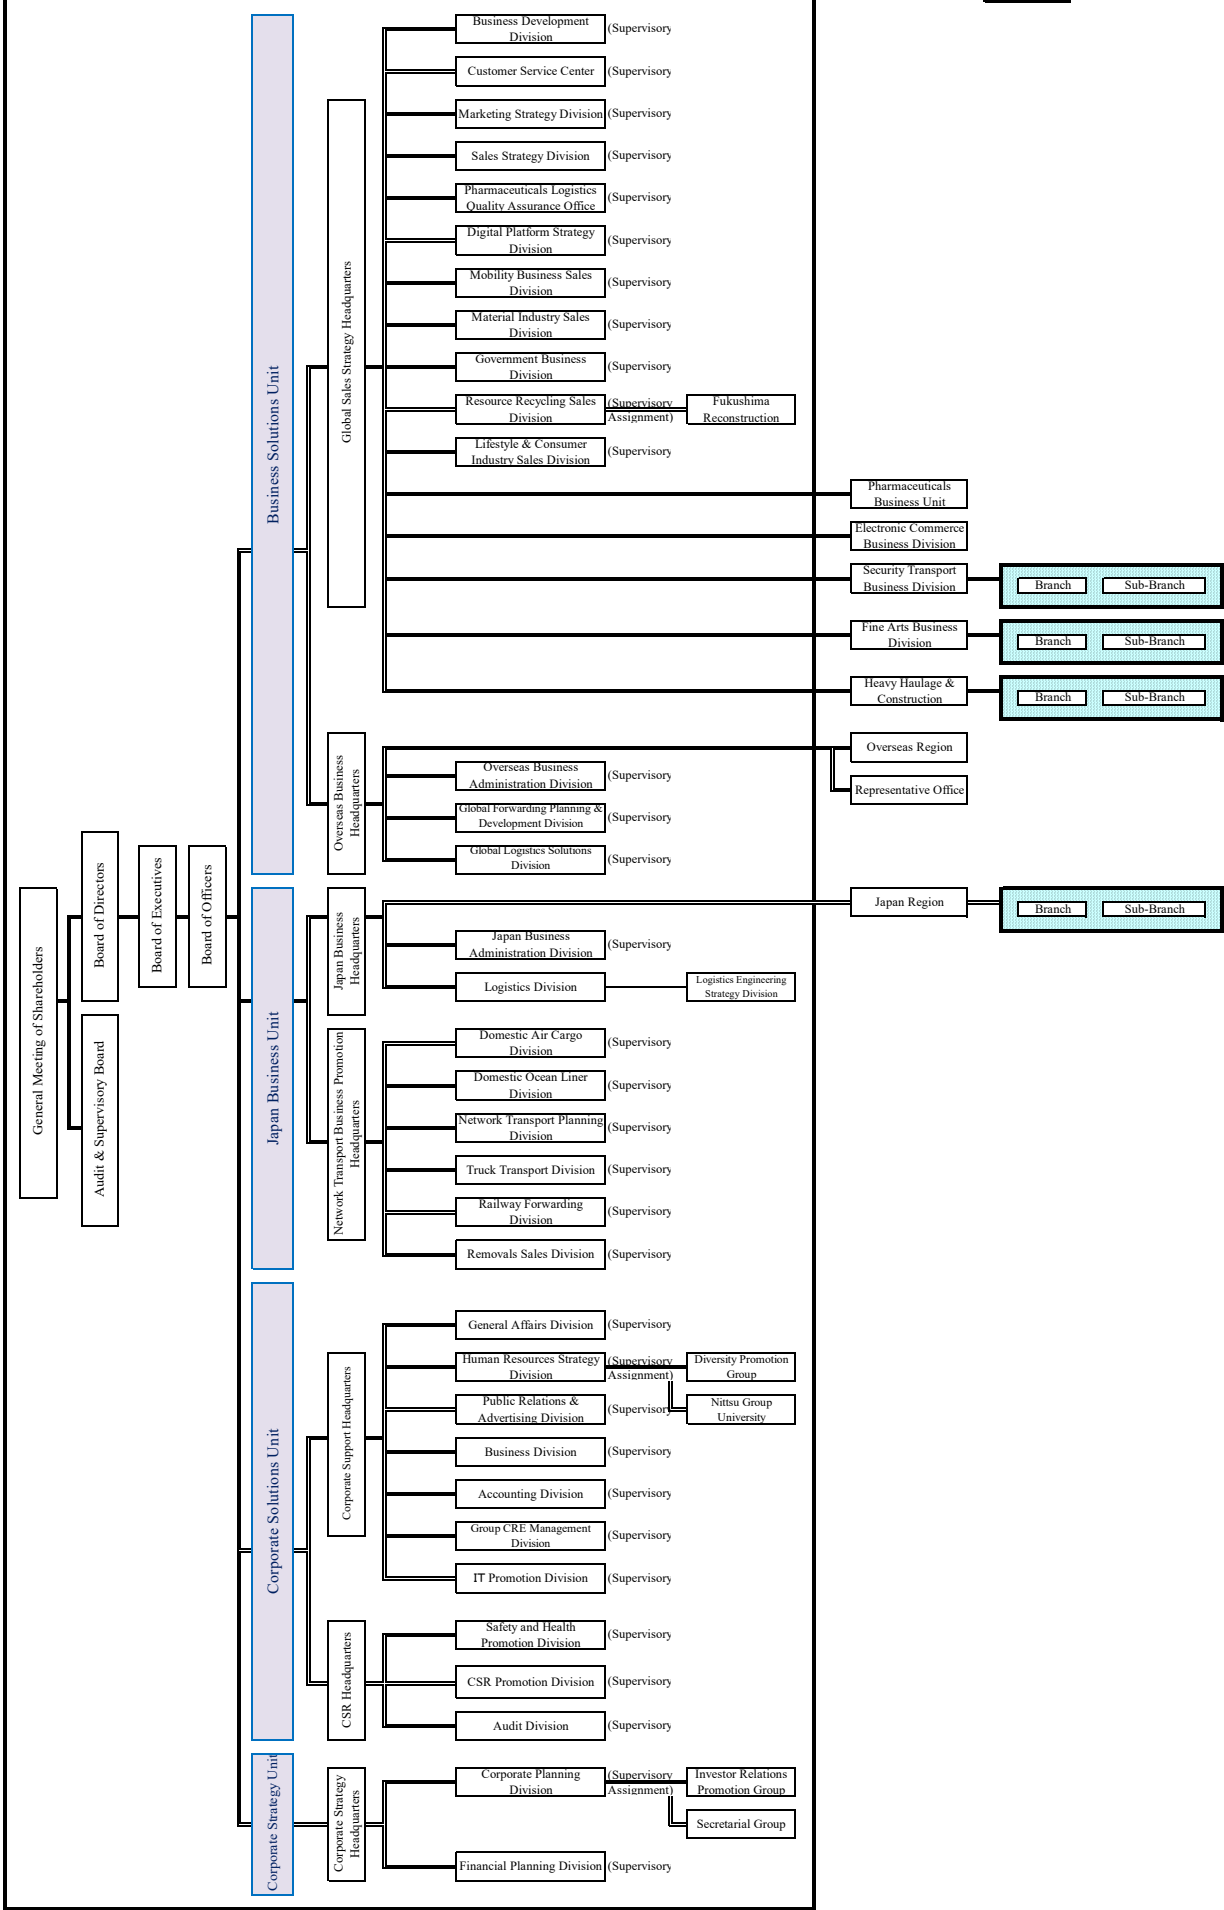 General Meeting of Shareholders
Board of Directors
Audit & Supervisory Board
Board of Executives
Board of Officers
Business Solutions Unit
Global Sales Strategy Headquarters
Business Development
Division
(Supervisory
Customer Service Center
(Supervisory
Marketing Strategy Division
(Supervisory
Sales Strategy Division
(Supervisory
Pharmaceuticals Logistics
Quality Assurance Office
(Supervisory
Digital Platform Strategy
Division
(Supervisory
Mobility Business Sales
Division
(Supervisory
Material Industry Sales
Division
(Supervisory
Government Business
Division
(Supervisory
Resource Recycling Sales
Division
(Supervisory
Assignment)
Fukushima
Reconstruction
Lifestyle & Consumer
Industry Sales Division
(Supervisory
Pharmaceuticals
Business Unit
Electronic Commerce
Business Division
Security Transport
Business Division
Branch
Sub-Branch
Fine Arts Business
Division
Branch
Sub-Branch
Heavy Haulage &
Construction
Branch
Sub-Branch
Overseas Business
Headquarters
Overseas Region
Representative Office
Overseas Business
Administration Division
(Supervisory
Global Forwarding Planning &
Development Division
(Supervisory
Global Logistics Solutions
Division
(Supervisory
Japan Business Unit
Japan Business
Headquarters
Japan Region
Branch
Sub-Branch
Japan Business
Administration Division
(Supervisory
Logistics Division
Logistics Engineering
Strategy Division
Network Transport Business Promotion
Headquarters
Domestic Air Cargo
Division
(Supervisory
Domestic Ocean Liner
Division
(Supervisory
Network Transport Planning
Division
(Supervisory
Truck Transport Division
(Supervisory
Railway Forwarding
Division
(Supervisory
Removals Sales Division
(Supervisory
Corporate Solutions Unit
Corporate Support Headquarters
General Affairs Division
(Supervisory
Human Resources Strategy
Division
(Supervisory
Assignment)
Diversity Promotion
Group
Nittsu Group
University
Public Relations &
Advertising Division
(Supervisory
Business Division
(Supervisory
Accounting Division
(Supervisory
Group CRE Management
Division
(Supervisory
IT Promotion Division
(Supervisory
CSR Headquarters
Safety and Health
Promotion Division
(Supervisory
CSR Promotion Division
(Supervisory
Audit Division
(Supervisory
Corporate Strategy Unit
Corporate Strategy
Headquarters
Corporate Planning
Division
(Supervisory
Assignment)
Investor Relations
Promotion Group
Secretarial Group
Financial Planning Division
(Supervisory